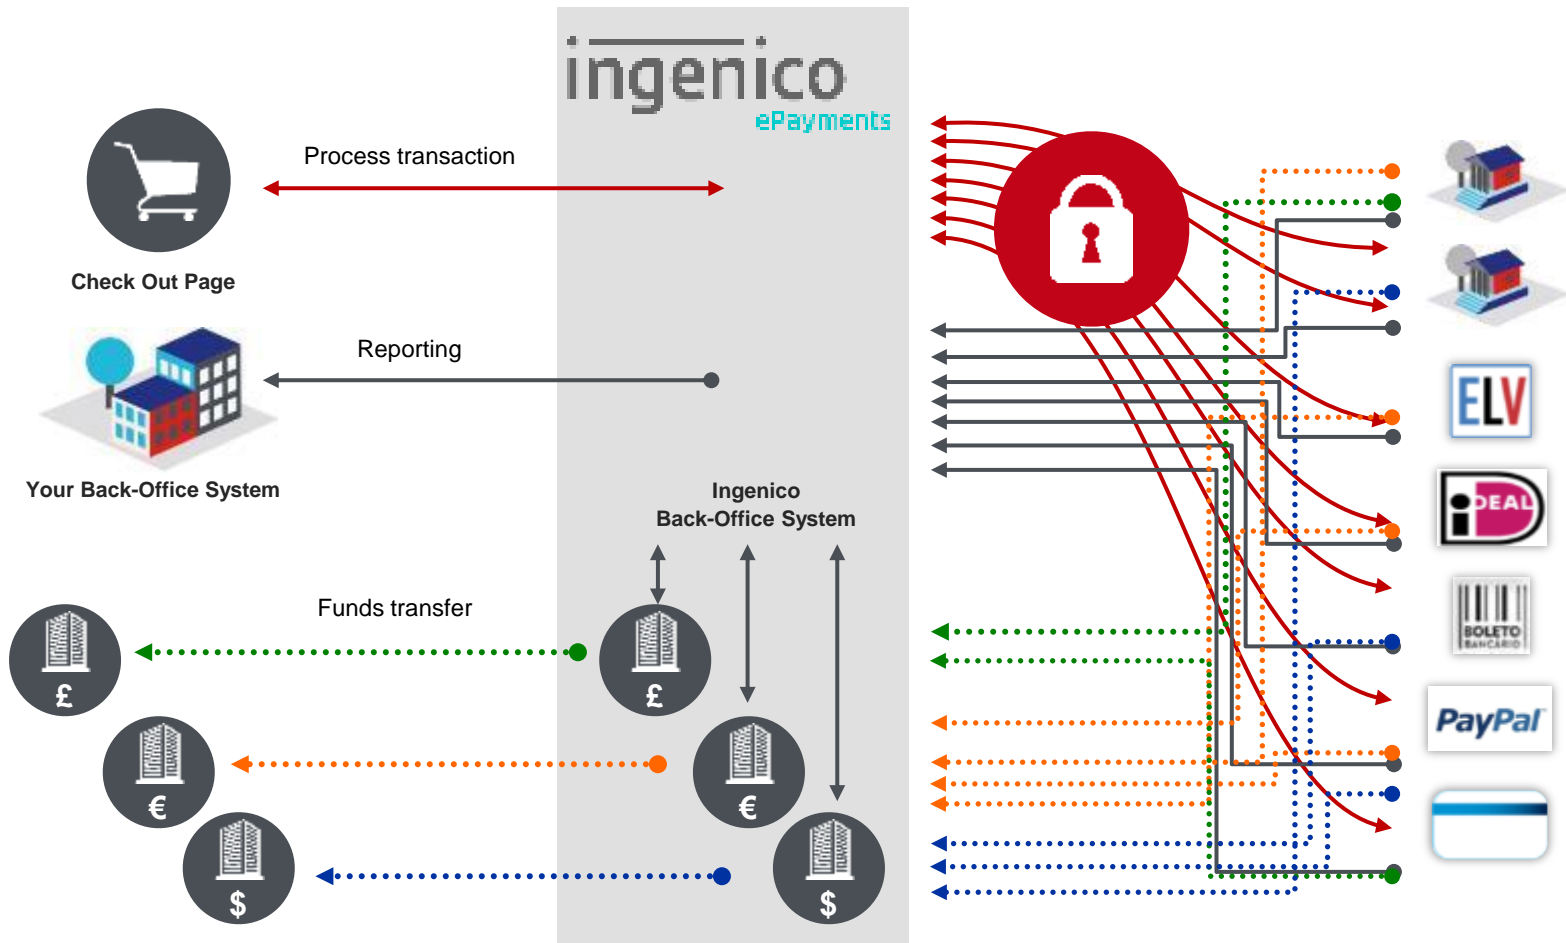 ingenico
ePayments
Process transaction
Check Out Page
Reporting
Your Back-Office System
Ingenico
Back-Office System
Funds transfer
£
£
€
€
$
$
ELV
iDEAL
BOLETO
BANCÁRIO
PayPal